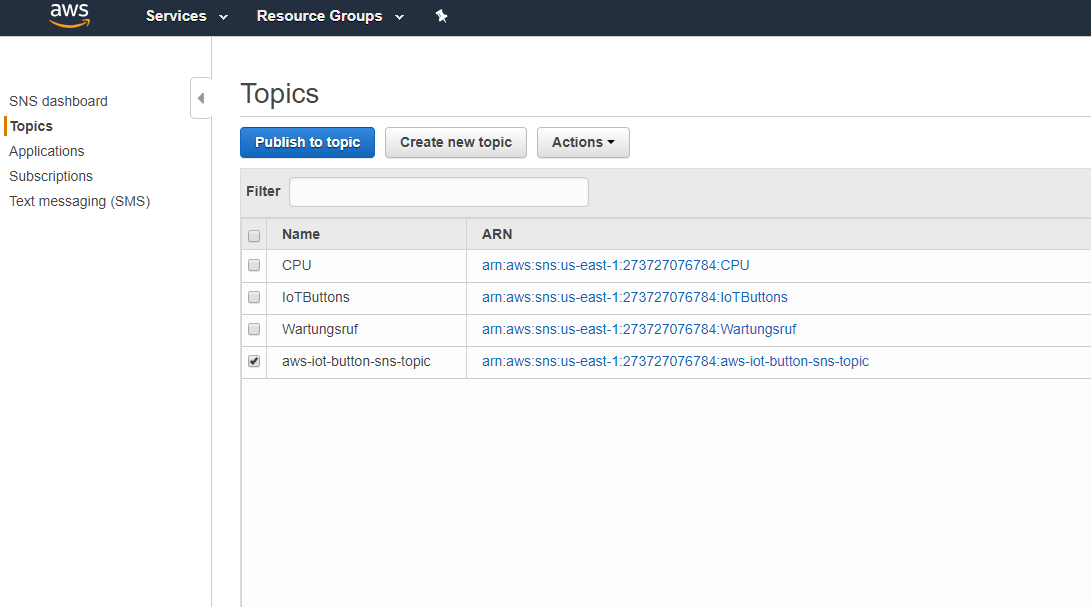 aws
Services
Resource Groups
SNS dashboard
Topics
Applications
Subscriptions
Text messaging (SMS)
Topics
Publish to topic
Create new topic
Actions
Filter
Name ARN
CPU arn:aws:sns:us-east-1:273727076784:CPU
IoTButtons arn:aws:sns:us-east-1:273727076784:IoTButtons
Wartungsruf arn:aws:sns:us-east-1:273727076784:Wartungsruf
aws-iot-button-sns-topic arn:aws:sns:us-east-1:273727076784:aws-iot-button-sns-topic